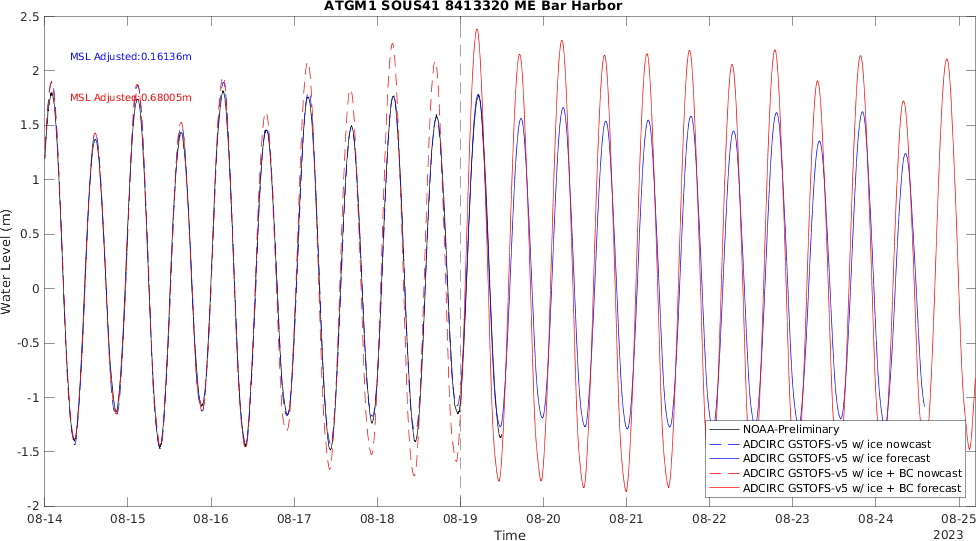 ATGM1 SOUS41 8413320 ME Bar Harbor
2.5
2
1.5
1
0.5
0
-0.5
-1
-1.5
-2
Water Level (m)
MSL Adjusted:0.16136m
MSL Adjusted:0.68005m
NOAA-Preliminary
ADCIRC GSTOFS-v5 w/ ice nowcast
ADCIRC GSTOFS-v5 w/ ice forecast
ADCIRC GSTOFS-v5 w/ ice + BC nowcast
ADCIRC GSTOFS-v5 w/ ice + BC forecast
08-14 08-15 08-16 08-17 08-18 08-19 08-20 08-21 08-22 08-23 08-24 08-25
2023
Time